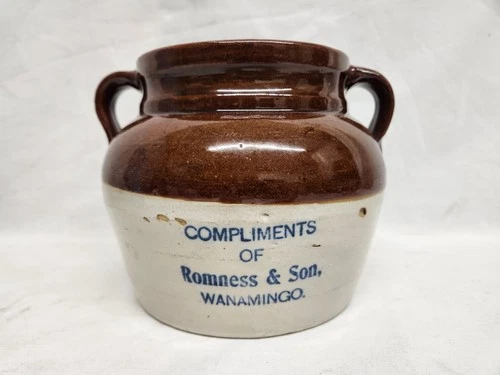 COMPLIMENTS
OF
Romness & Son,
WANAMINGO.